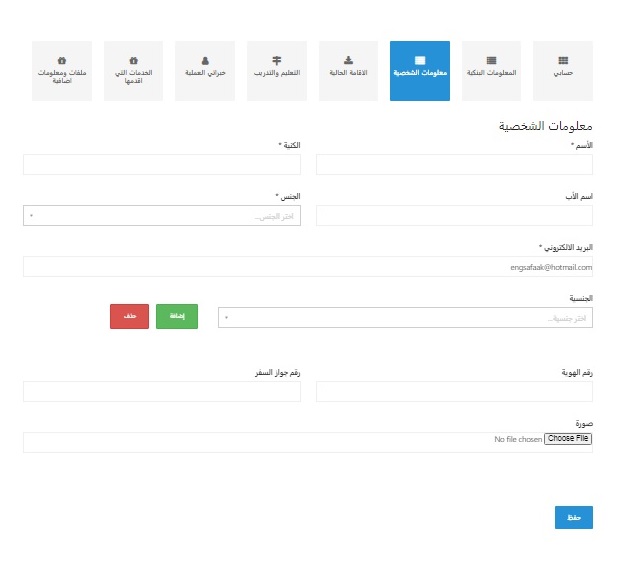 حسابي
المعلومات البنكية
معلومات الشخصية
الاقامة الحالية
التعليم والتدريب
خبراتي العملية
الخدمات التي
اقدمها
ملفات ومعلومات
اضافية
معلومات الشخصية
الأسم *
الكنية *
اسم الأب
الجنس *
اختر الجنس...
البريد الالكتروني *
engsafaak@hotmail.com
الجنسية
اختر جنسية...
إضافة
حذف
رقم الهوية
رقم جواز السفر
صورة
Choose File No file chosen
حفظ